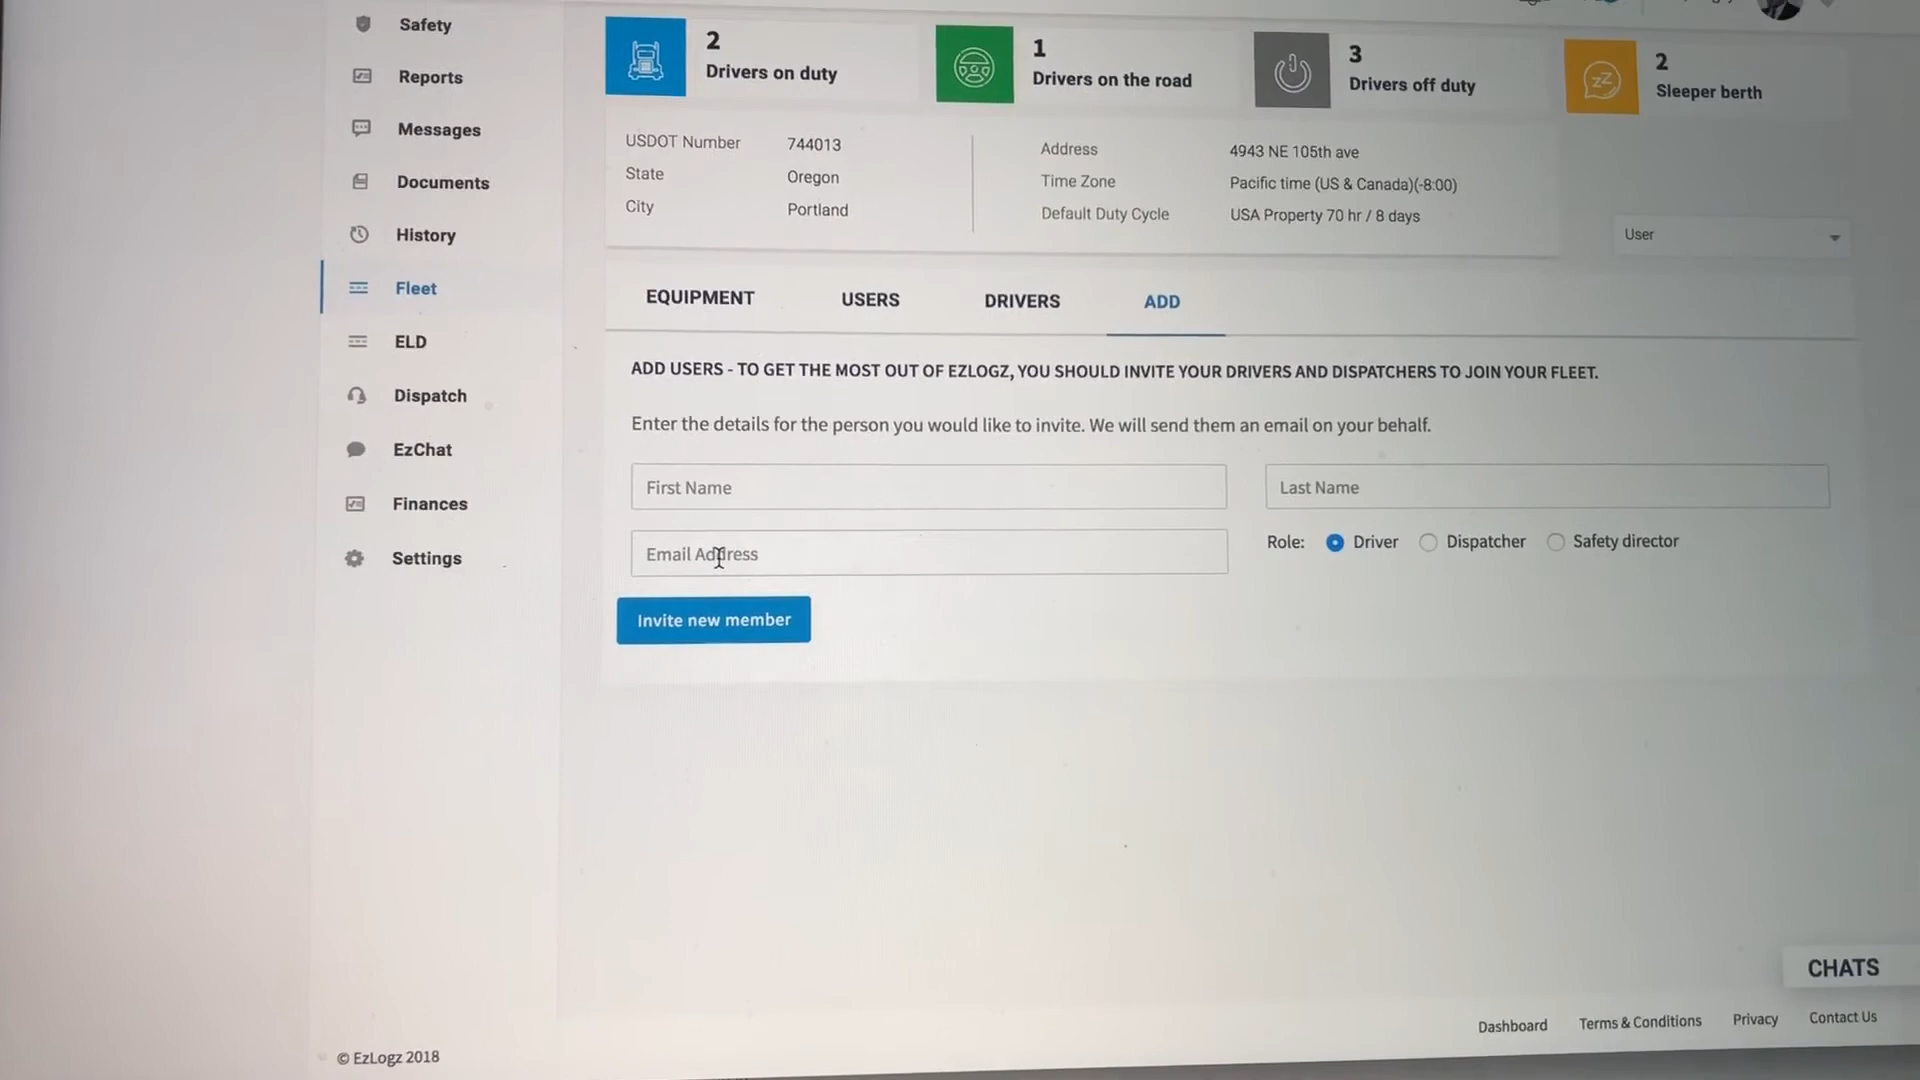 Safety
Reports
Messages
Documents
History
Fleet
ELD
Dispatch
EzChat
Finances
Settings
© EzLogz 2018
2
Drivers on duty
1
Drivers on the road
3
Drivers off duty
zZ
2
Sleeper berth
USDOT Number 744013
State Oregon
City Portland
Address 4943 NE 105th ave
Time Zone Pacific time (US & Canada)(-8:00)
Default Duty Cycle USA Property 70 hr / 8 days
User
EQUIPMENT USERS DRIVERS ADD
ADD USERS - TO GET THE MOST OUT OF EZLOGZ, YOU SHOULD INVITE YOUR DRIVERS AND DISPATCHERS TO JOIN YOUR FLEET.
Enter the details for the person you would like to invite. We will send them an email on your behalf.
First Name Last Name
Email Address Role: Driver Dispatcher Safety director
Invite new member
CHATS
Dashboard Terms & Conditions Privacy Contact Us